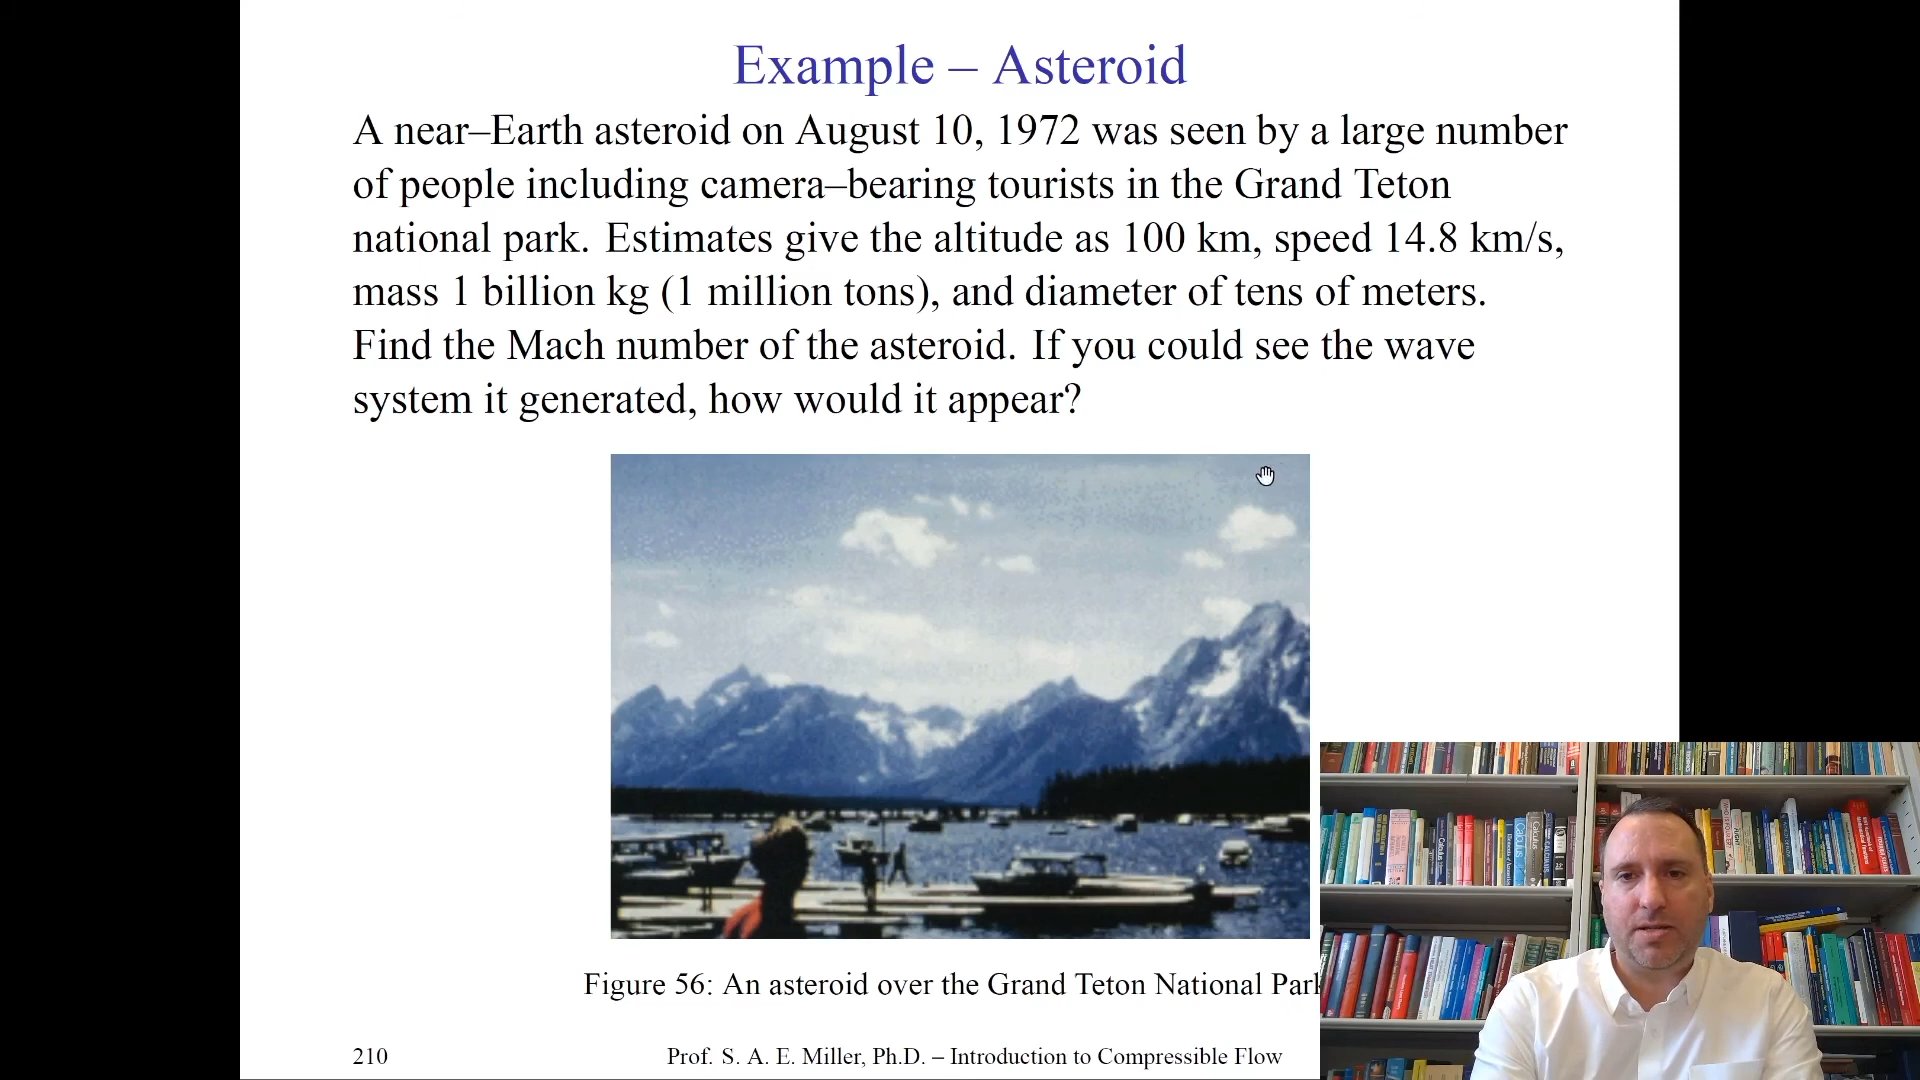 Example – Asteroid
A near–Earth asteroid on August 10, 1972 was seen by a large number
of people including camera–bearing tourists in the Grand Teton
national park. Estimates give the altitude as 100 km, speed 14.8 km/s,
mass 1 billion kg (1 million tons), and diameter of tens of meters.
Find the Mach number of the asteroid. If you could see the wave
system it generated, how would it appear?
Figure 56: An asteroid over the Grand Teton National Park
210
Prof. S. A. E. Miller, Ph.D. – Introduction to Compressible Flow